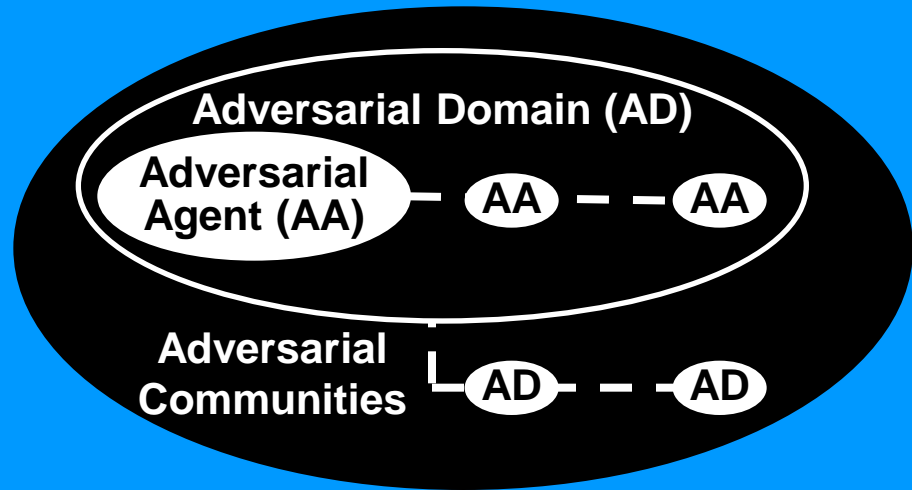 Adversarial Domain (AD)
Adversarial
Agent (AA)
AA
AA
Adversarial
Communities
AD
AD